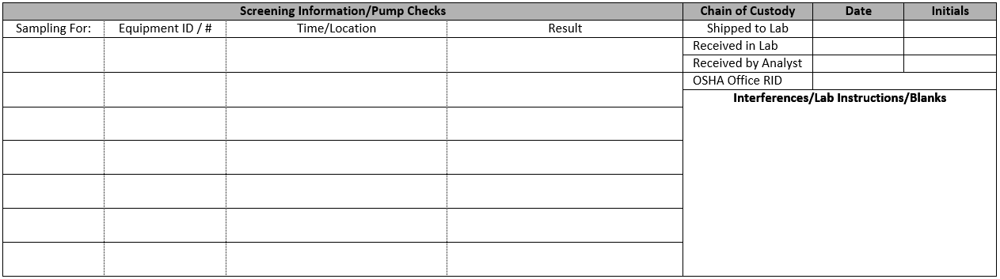 Screening Information/Pump Checks Chain of Custody Date Initials
Sampling For: Equipment ID / # Time/Location Result Shipped to Lab
Received in Lab
Received by Analyst
OSHA Office RID
Interferences/Lab Instructions/Blanks